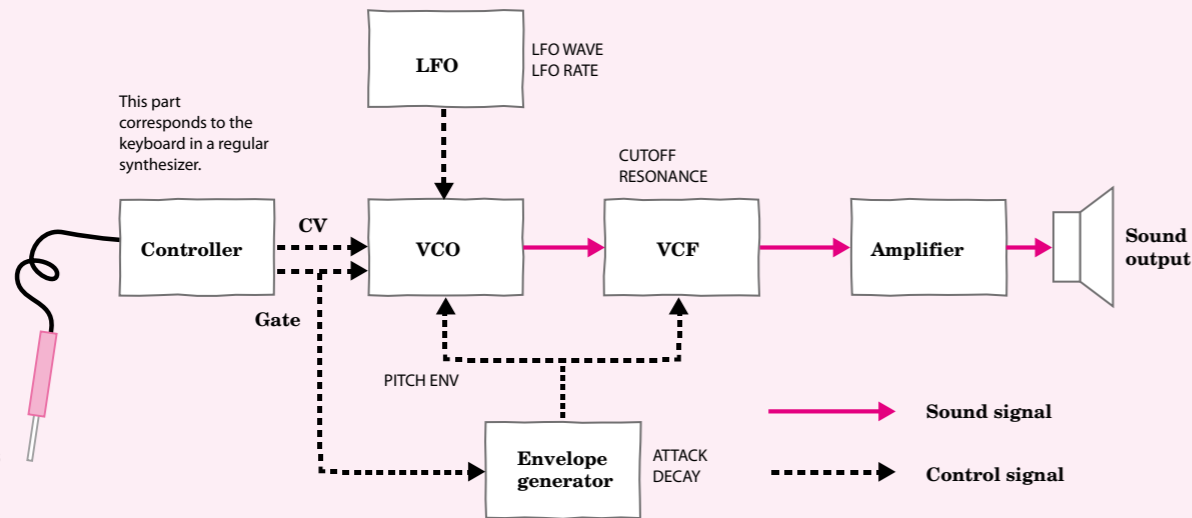 LFO
LFO WAVE
LFO RATE
This part
corresponds to the
keyboard in a regular
synthesizer.
CUTOFF
RESONANCE
Controller
CV
VCO
VCF
Amplifier
Sound
output
Gate
PITCH ENV
Envelope
generator
ATTACK
DECAY
Sound signal
Control signal